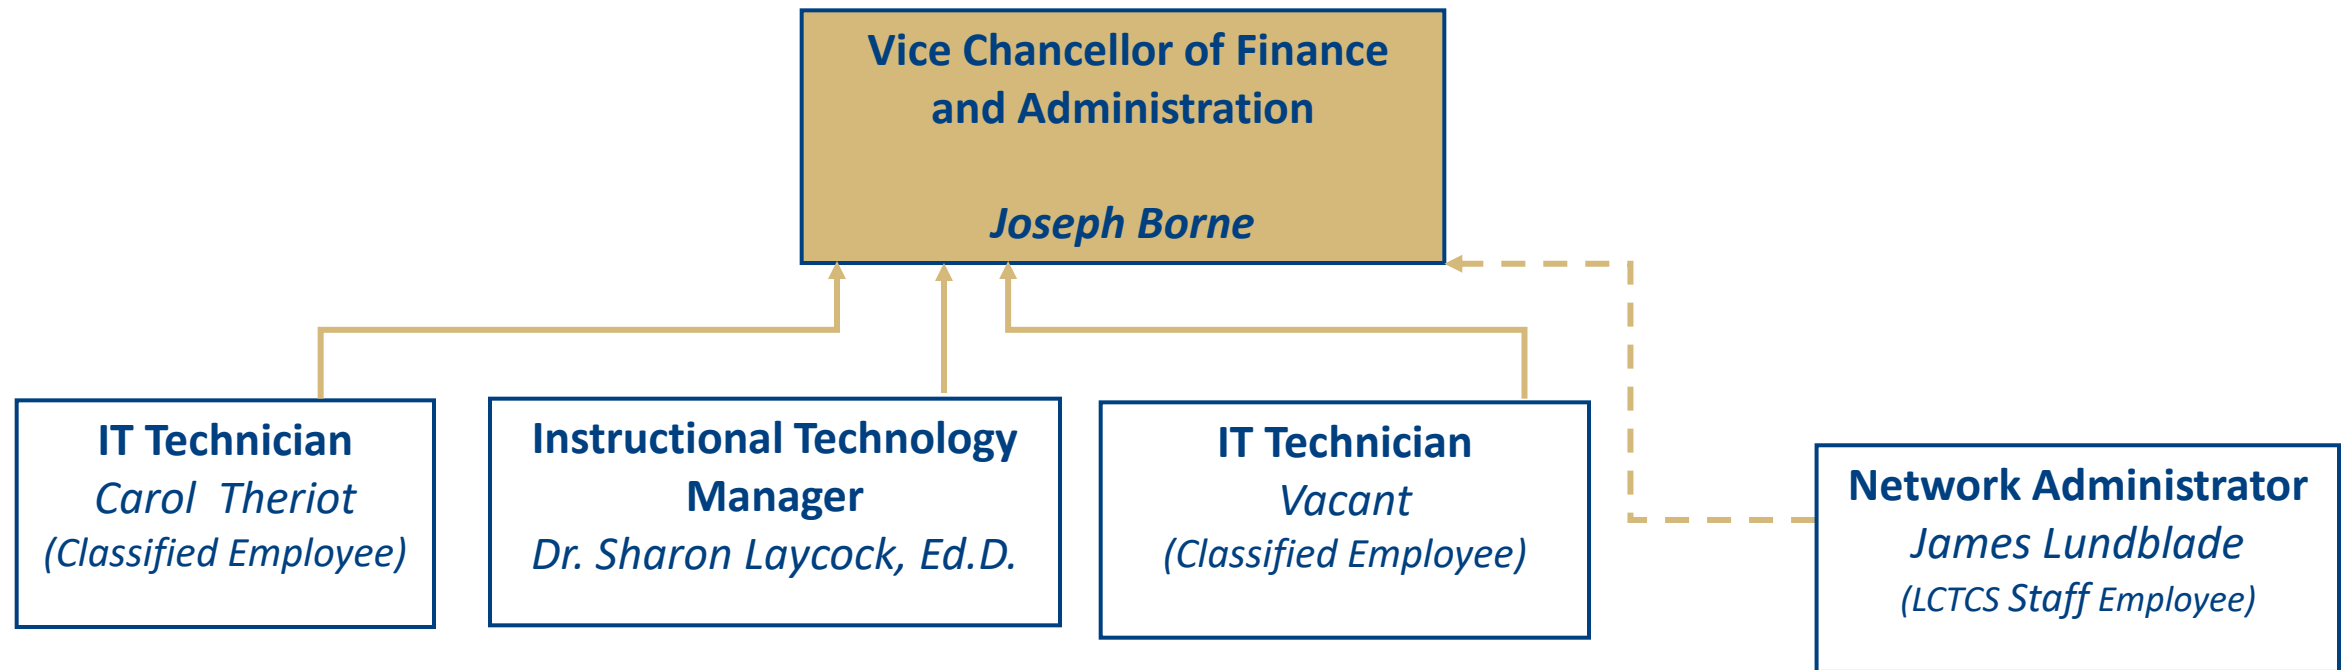 Vice Chancellor of Finance
and Administration
Joseph Borne
IT Technician
Carol Theriot
(Classified Employee)
Instructional Technology
Manager
Dr. Sharon Laycock, Ed.D.
IT Technician
Vacant
(Classified Employee)
Network Administrator
James Lundblade
(LCTCS Staff Employee)